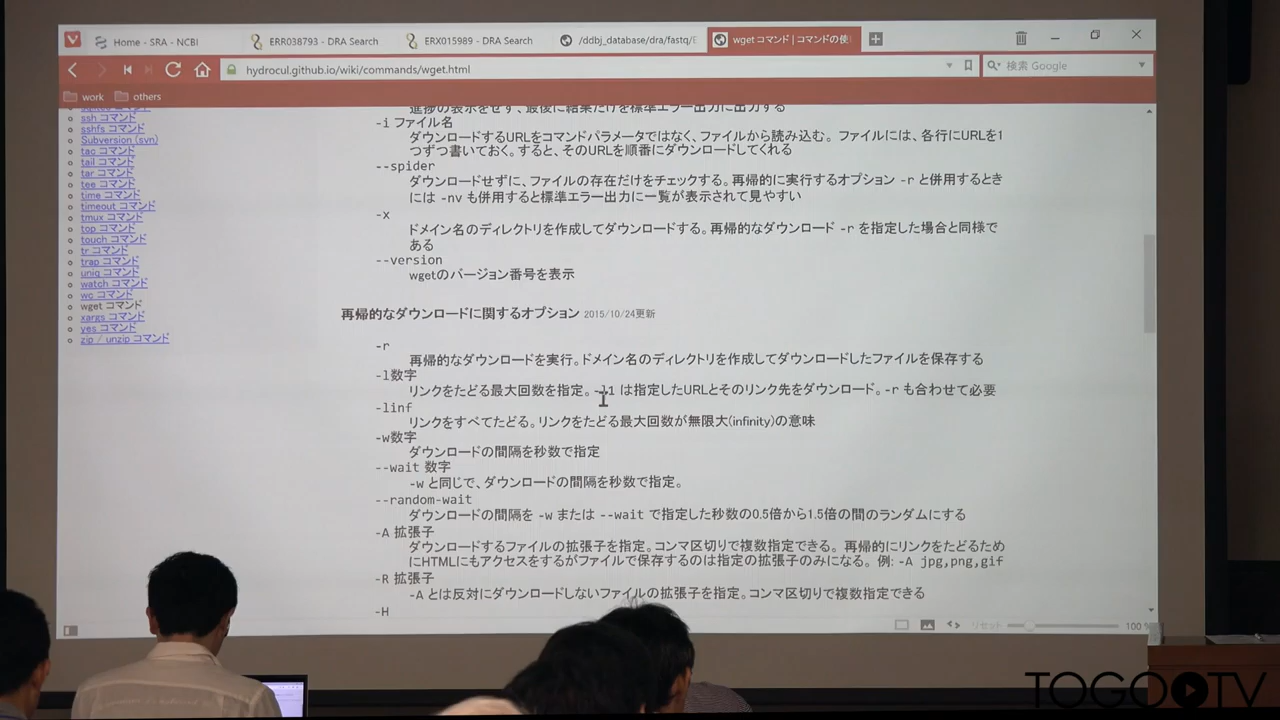 Home - SRA - NCBI
ERR038793 - DRA Search
ERX015989 - DRA Search
/ddbj_database/dra/fastq/
wget コマンド | コマンドの使
hydrocul.github.io/wiki/commands/wget.html
検索 Google
work
others
進捗の表示をせず、最後に結果だけを標準エラー出力に出力する
-i ファイル名
ダウンロードするURLをコマンドパラメータではなく、ファイルから読み込む。ファイルには、各行にURLを1
つずつ書いておく。すると、そのURLを順番にダウンロードしてくれる
--spider
ダウンロードせずに、ファイルの存在だけをチェックする。再帰的に実行するオプション -r と併用するとき
には -nv も併用すると標準エラー出力に一覧が表示されて見やすい
-x
ドメイン名のディレクトリを作成してダウンロードする。再帰的なダウンロード -r を指定した場合と同様で
ある
--version
wgetのバージョン番号を表示
再帰的なダウンロードに関するオプション 2015/10/24更新
-r
再帰的なダウンロードを実行。ドメイン名のディレクトリを作成してダウンロードしたファイルを保存する
-l数字
リンクをたどる最大回数を指定。-l1 は指定したURLとそのリンク先をダウンロード。-r も合わせて必要
-linf
リンクをすべてたどる。リンクをたどる最大回数が無限大(infinity)の意味
-w数字
ダウンロードの間隔を秒数で指定
--wait 数字
-w と同じで、ダウンロードの間隔を秒数で指定。
--random-wait
ダウンロードの間隔を -w または --wait で指定した秒数の0.5倍から1.5倍の間のランダムにする
-A 拡張子
ダウンロードするファイルの拡張子を指定。コンマ区切りで複数指定できる。再帰的にリンクをたどるため
にHTMLにもアクセスをするがファイルで保存するのは指定の拡張子のみになる。例: -A jpg,png,gif
-R 拡張子
-A とは反対にダウンロードしないファイルの拡張子を指定。コンマ区切りで複数指定できる
-H
ssh コマンド
sshfs コマンド
Subversion (svn)
tac コマンド
tail コマンド
tar コマンド
tee コマンド
time コマンド
timeout コマンド
tmux コマンド
top コマンド
touch コマンド
tr コマンド
trap コマンド
uniq コマンド
watch コマンド
wc コマンド
wget コマンド
xargs コマンド
yes コマンド
zip / unzip コマンド
リセット
100 %
TOGO TV